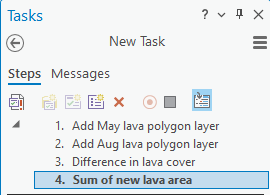 Tasks
New Task
Steps Messages
1. Add May lava polygon layer
2. Add Aug lava polygon layer
3. Difference in lava cover
4. Sum of new lava area